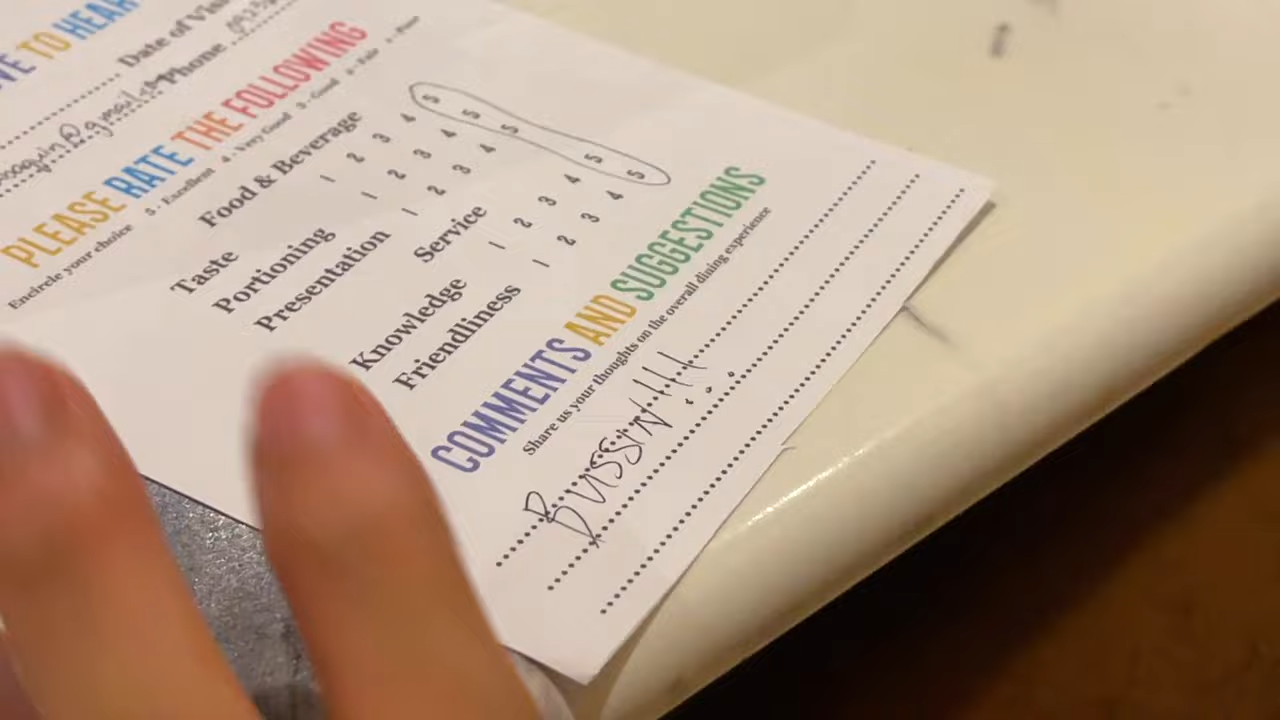 TO HEAR
Date of
Phone
@gmail.
PLEASE RATE THE FOLLOWING
Encircle your choice
5 - Excellent 4 - Very Good 3 - Good 2 - Fair 1 - Poor
Food & Beverage
Taste 1 2 3 4 5
Portioning 1 2 3 4 5
Presentation 1 2 3 4 5
Service
Knowledge 1 2 3 4 5
Friendliness 1 2 3 4 5
COMMENTS AND SUGGESTIONS
Share us your thoughts on the overall dining experience
BUSSIN!!!